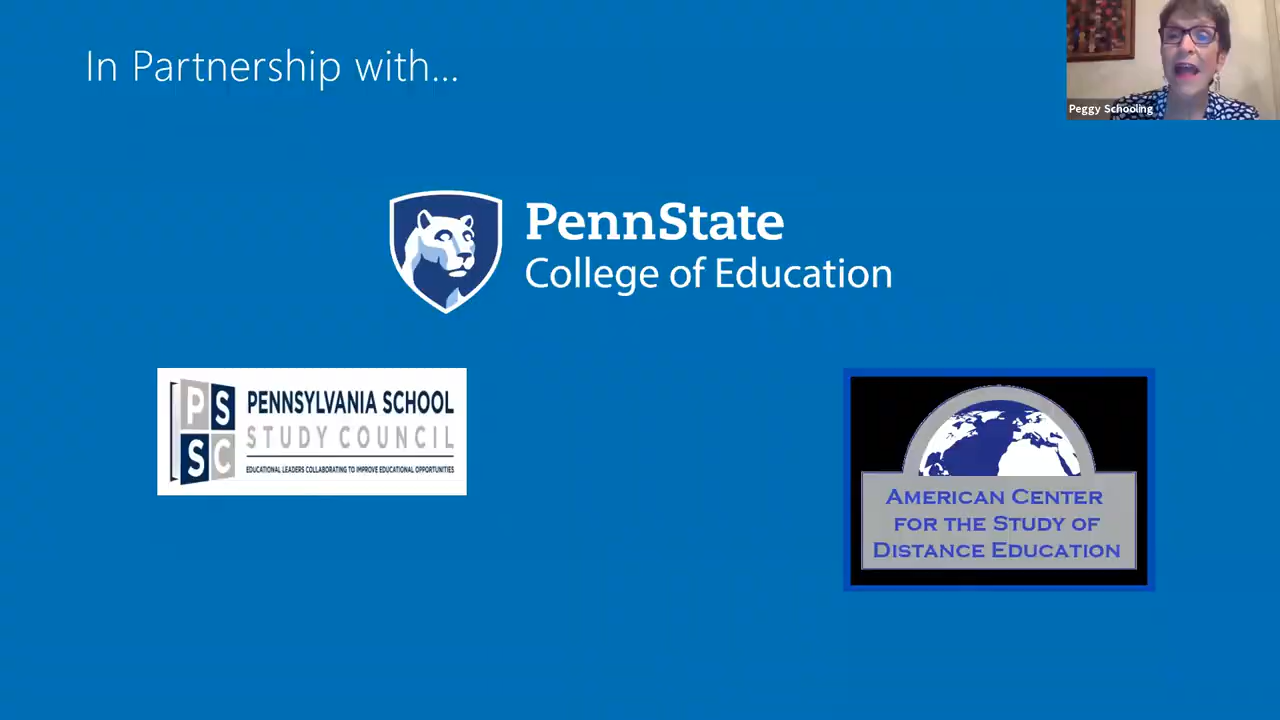 In Partnership with...
Peggy Schooling
PennState
College of Education
PS
SC
PENNSYLVANIA SCHOOL
STUDY COUNCIL
EDUCATIONAL LEADERS COLLABORATING TO IMPROVE EDUCATIONAL OPPORTUNITIES
AMERICAN CENTER
FOR THE STUDY OF
DISTANCE EDUCATION